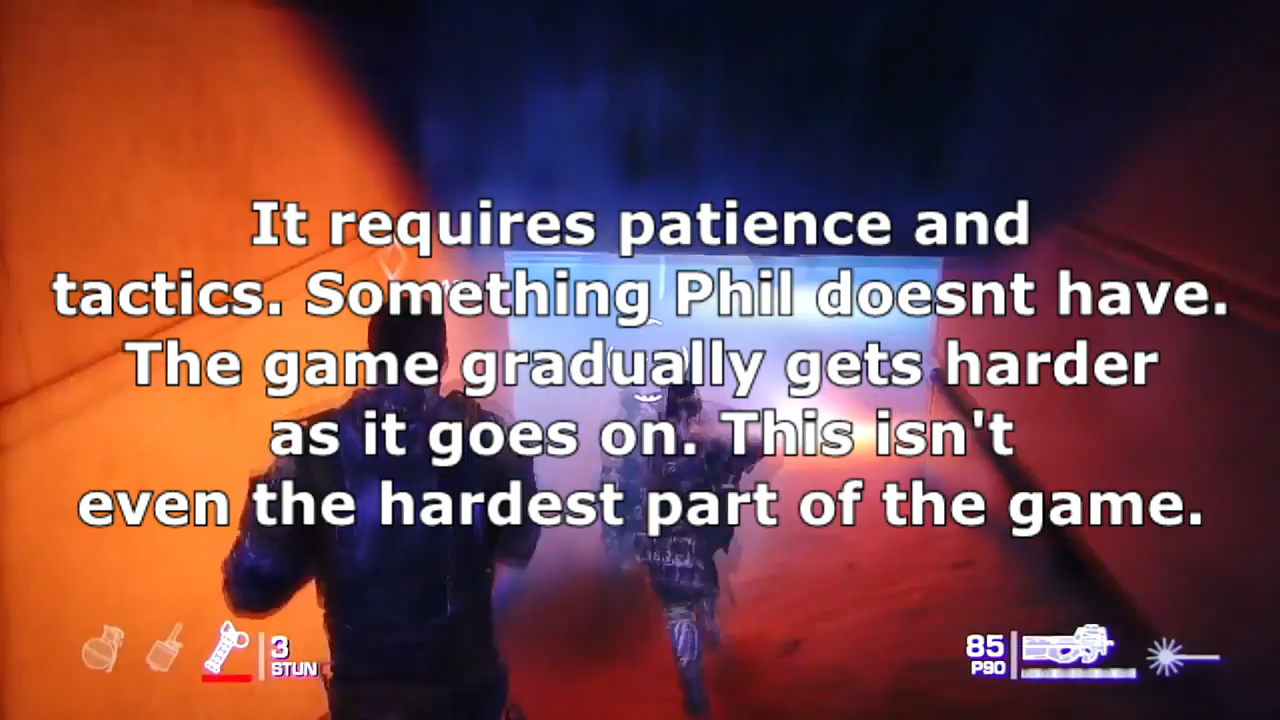 It requires patience and
tactics. Something Phil doesnt have.
The game gradually gets harder
as it goes on. This isn't
even the hardest part of the game.
3
STUN
85
P90